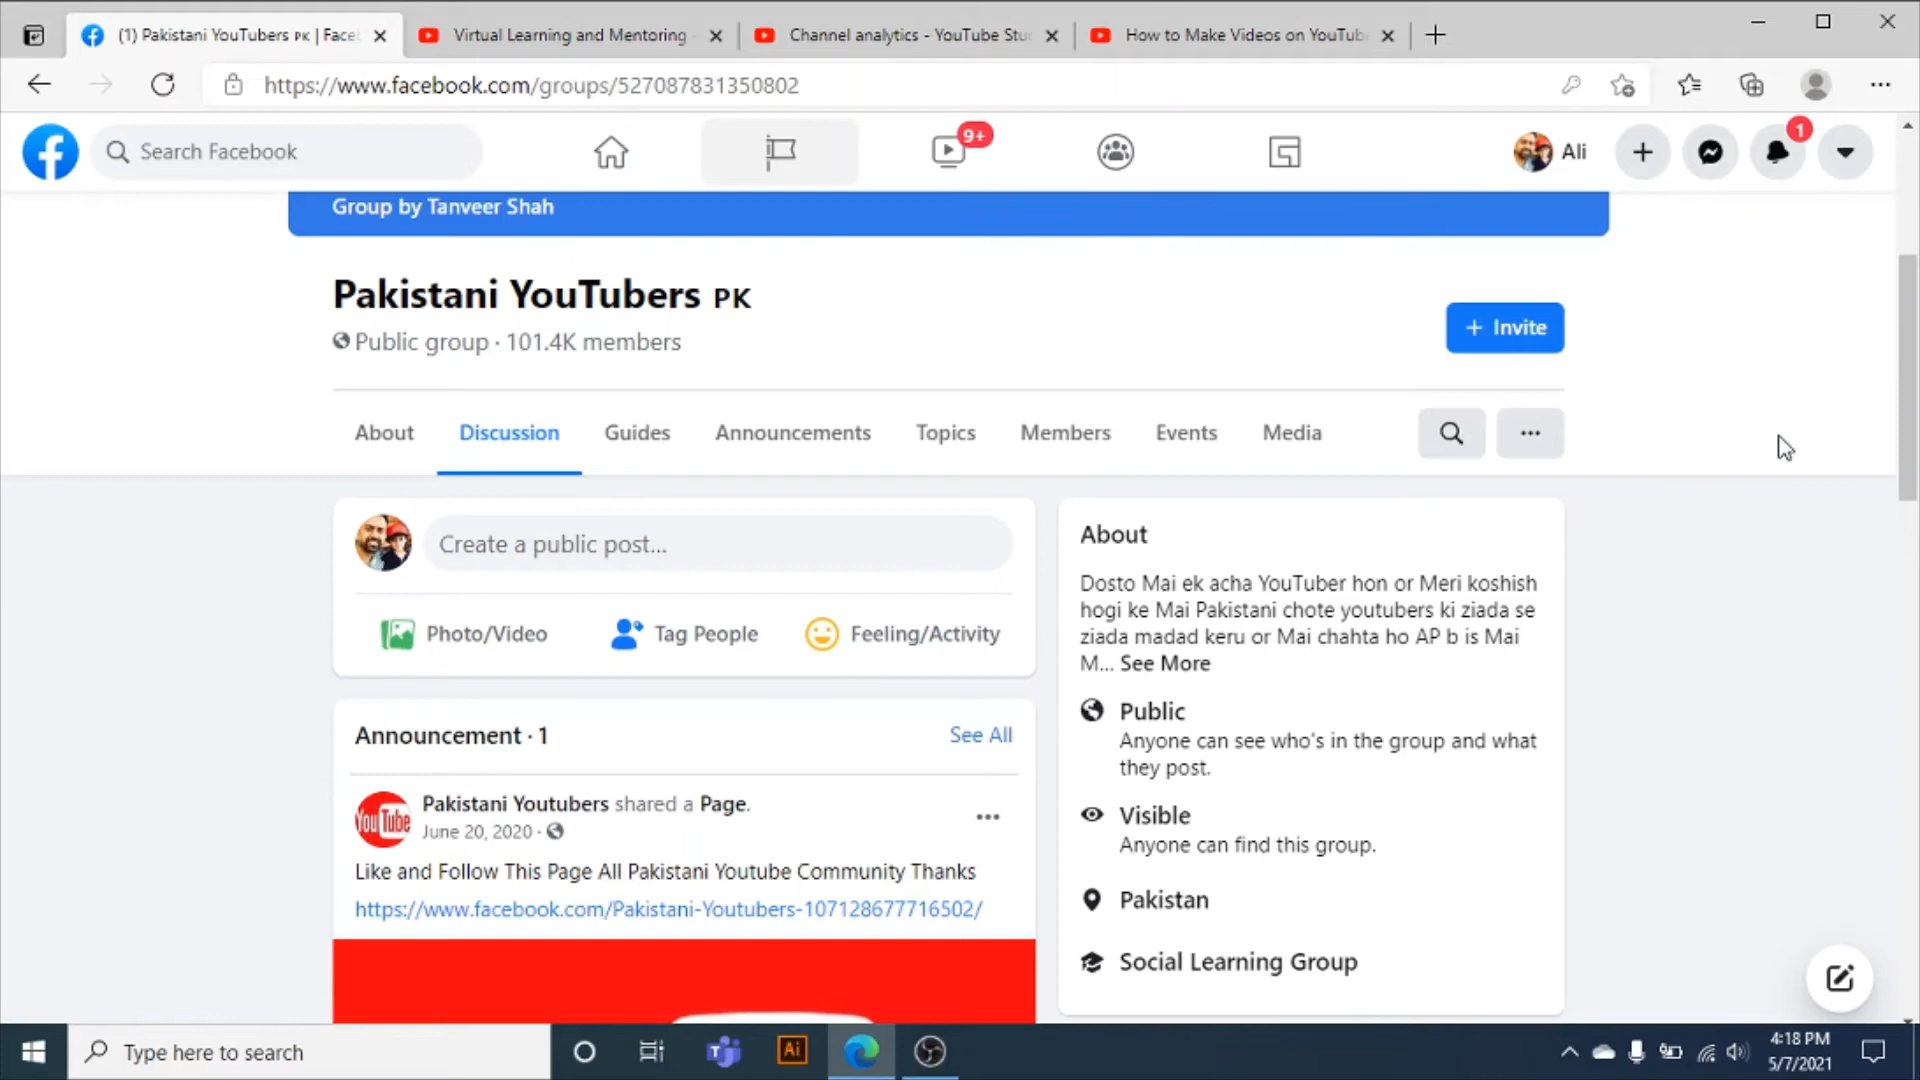 (1) Pakistani YouTubers PK | Face
Virtual Learning and Mentoring -
Channel analytics - YouTube Stu
How to Make Videos on YouTub
https://www.facebook.com/groups/527087831350802
Search Facebook
9+
Ali
1
Group by Tanveer Shah
Pakistani YouTubers PK
Public group · 101.4K members
+ Invite
About
Discussion
Guides
Announcements
Topics
Members
Events
Media
Create a public post...
Photo/Video
Tag People
Feeling/Activity
Announcement · 1
See All
YouTube
Pakistani Youtubers shared a Page.
June 20, 2020 ·
Like and Follow This Page All Pakistani Youtube Community Thanks
https://www.facebook.com/Pakistani-Youtubers-107128677716502/
About
Dosto Mai ek acha YouTuber hon or Meri koshish
hogi ke Mai Pakistani chote youtubers ki ziada se
ziada madad keru or Mai chahta ho AP b is Mai
M... See More
Public
Anyone can see who's in the group and what
they post.
Visible
Anyone can find this group.
Pakistan
Social Learning Group
Type here to search
Ai
4:18 PM
5/7/2021